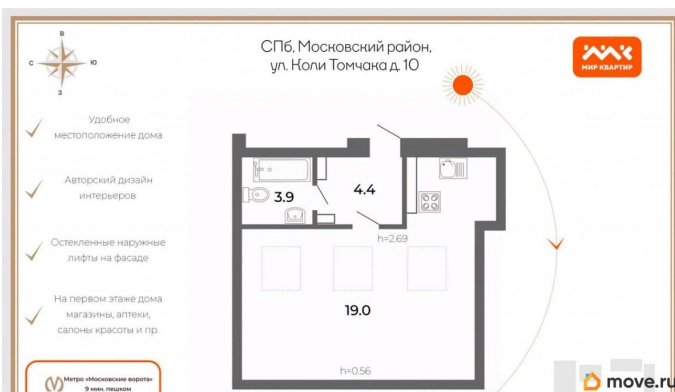 СПб, Московский район,
ул. Коли Томчака д. 10
МИР КВАРТИР
В
С
Ю
З
Удобное
местоположение дома
Авторский дизайн
интерьеров
Остекленные наружные
лифты на фасаде
На первом этаже дома
магазины, аптеки,
салоны красоты и пр.
Метро «Московские ворота»
9 мин. пешком
3.9
4.4
h=2.69
19.0
h=0.56
move.ru